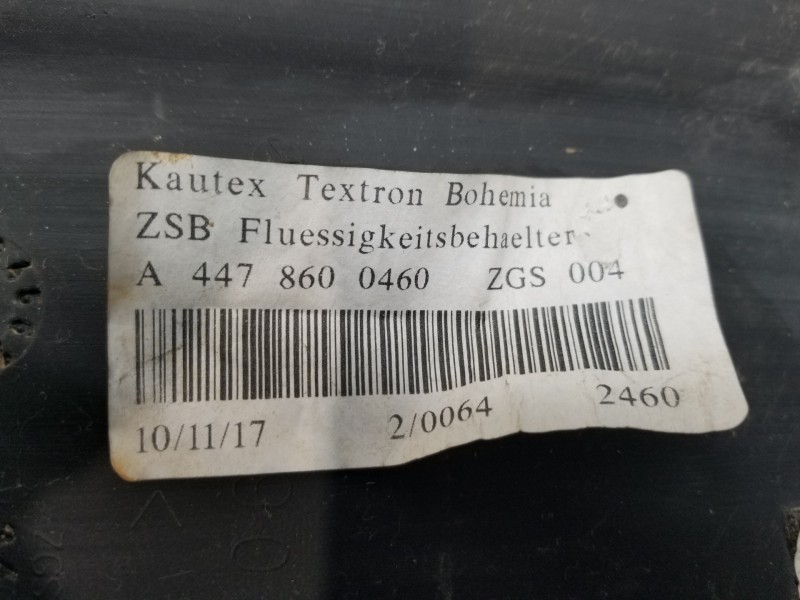 Kautex Textron Bohemia
ZSB Fluessigkeitsbehaelter
A 447 860 0460 ZGS 004
10/11/17 2/0064 2460